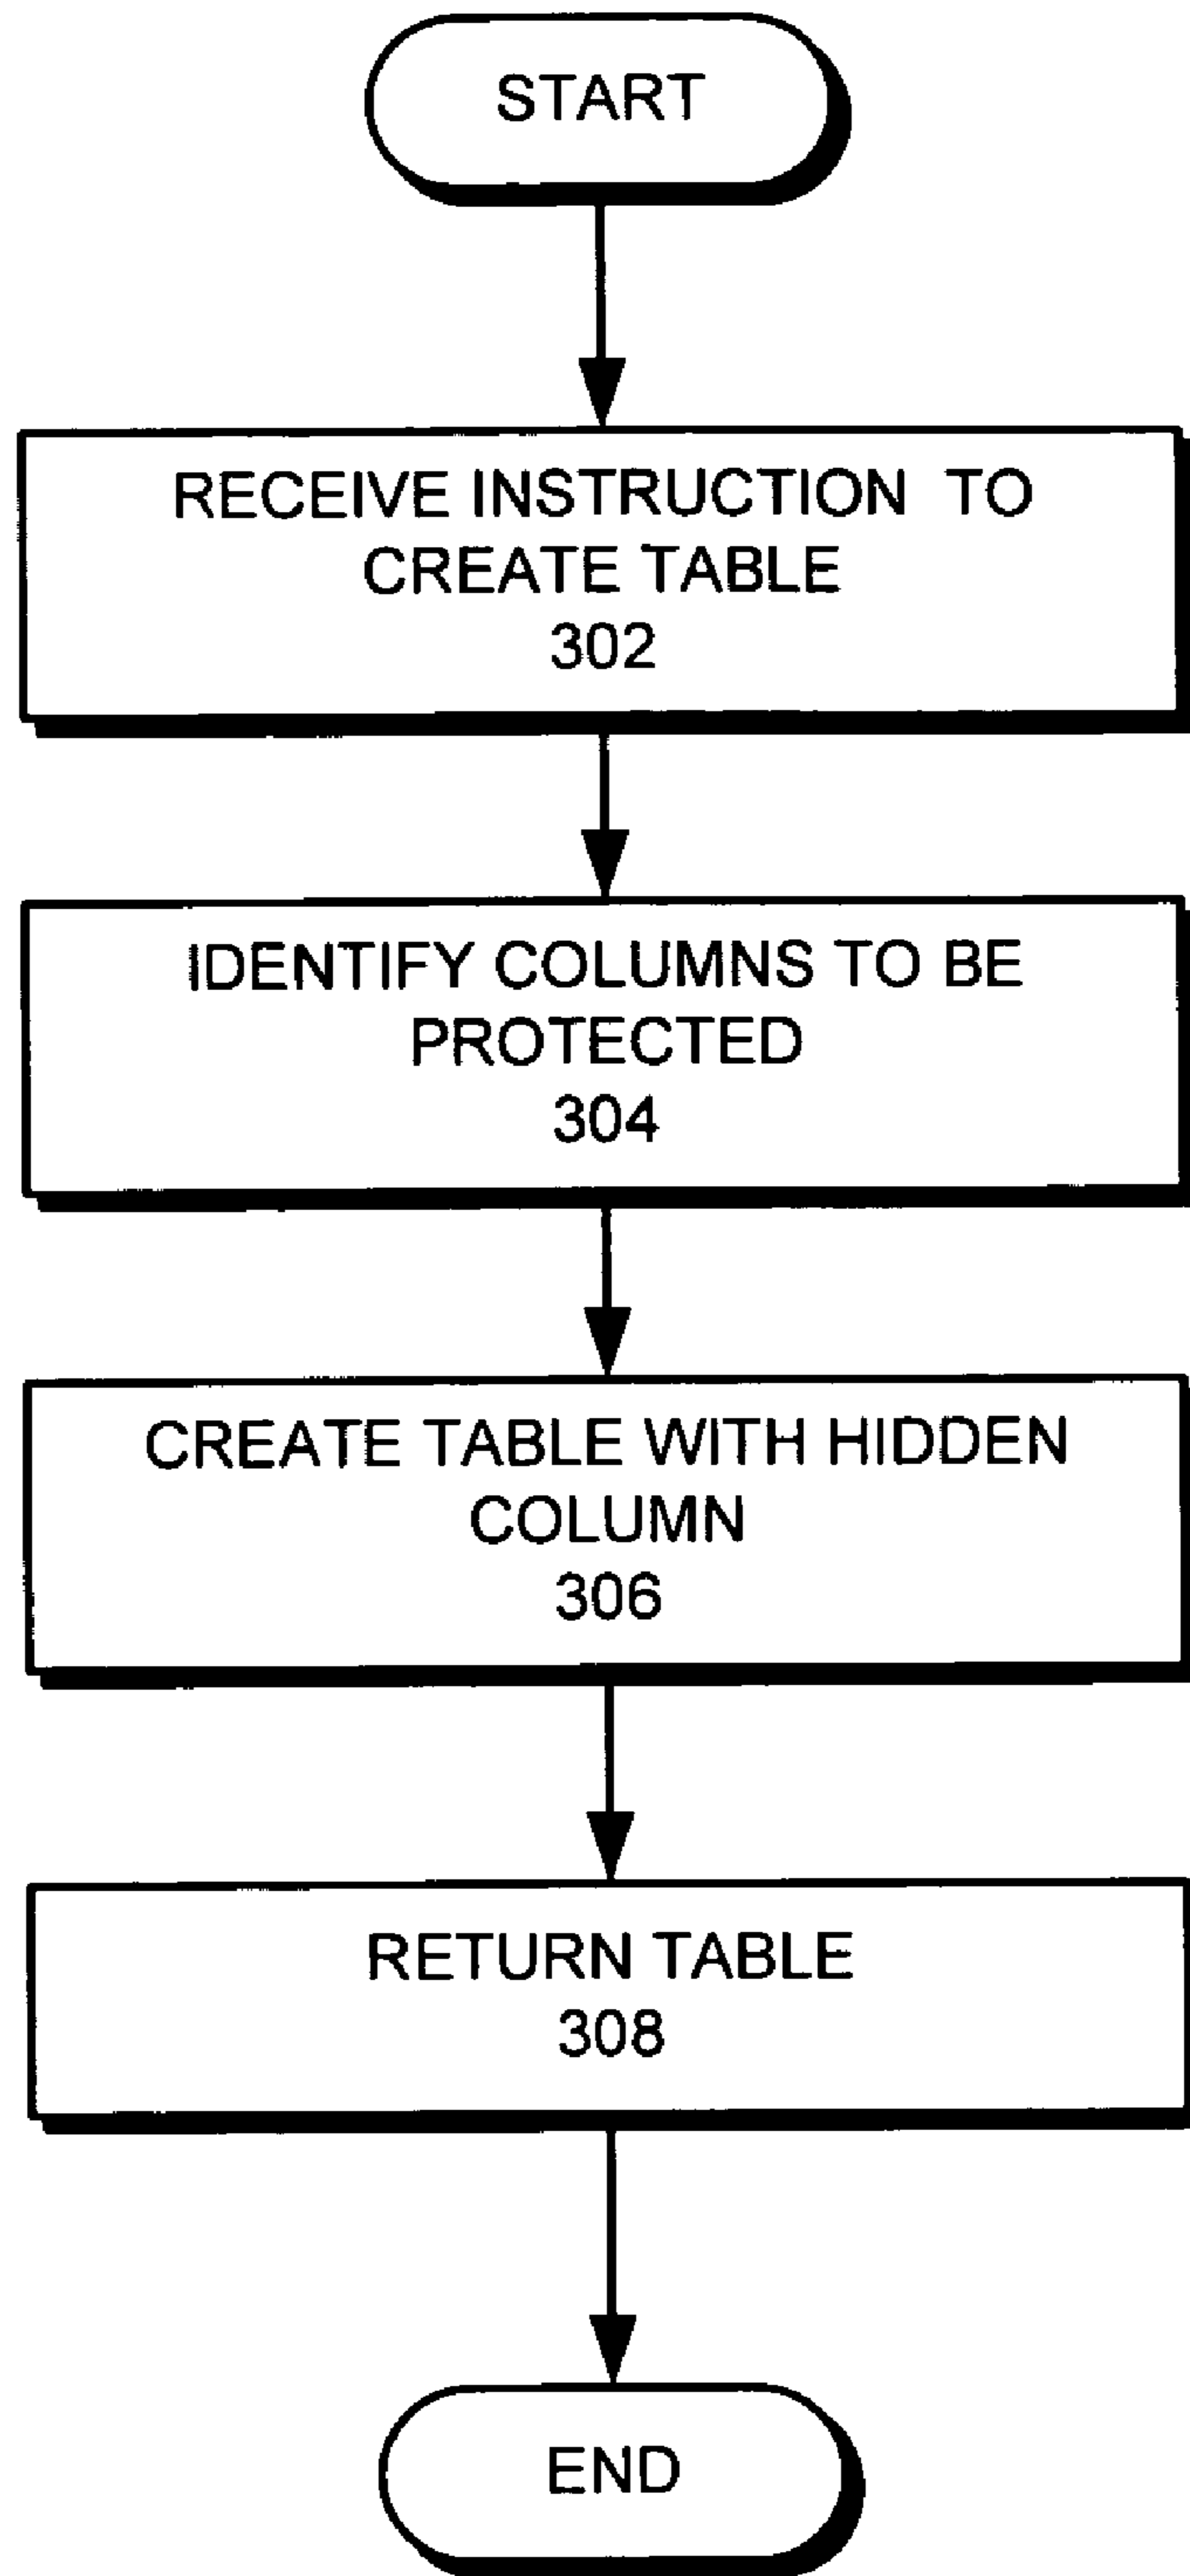 START
RECEIVE INSTRUCTION TO
CREATE TABLE
302
IDENTIFY COLUMNS TO BE
PROTECTED
304
CREATE TABLE WITH HIDDEN
COLUMN
306
RETURN TABLE
308
END